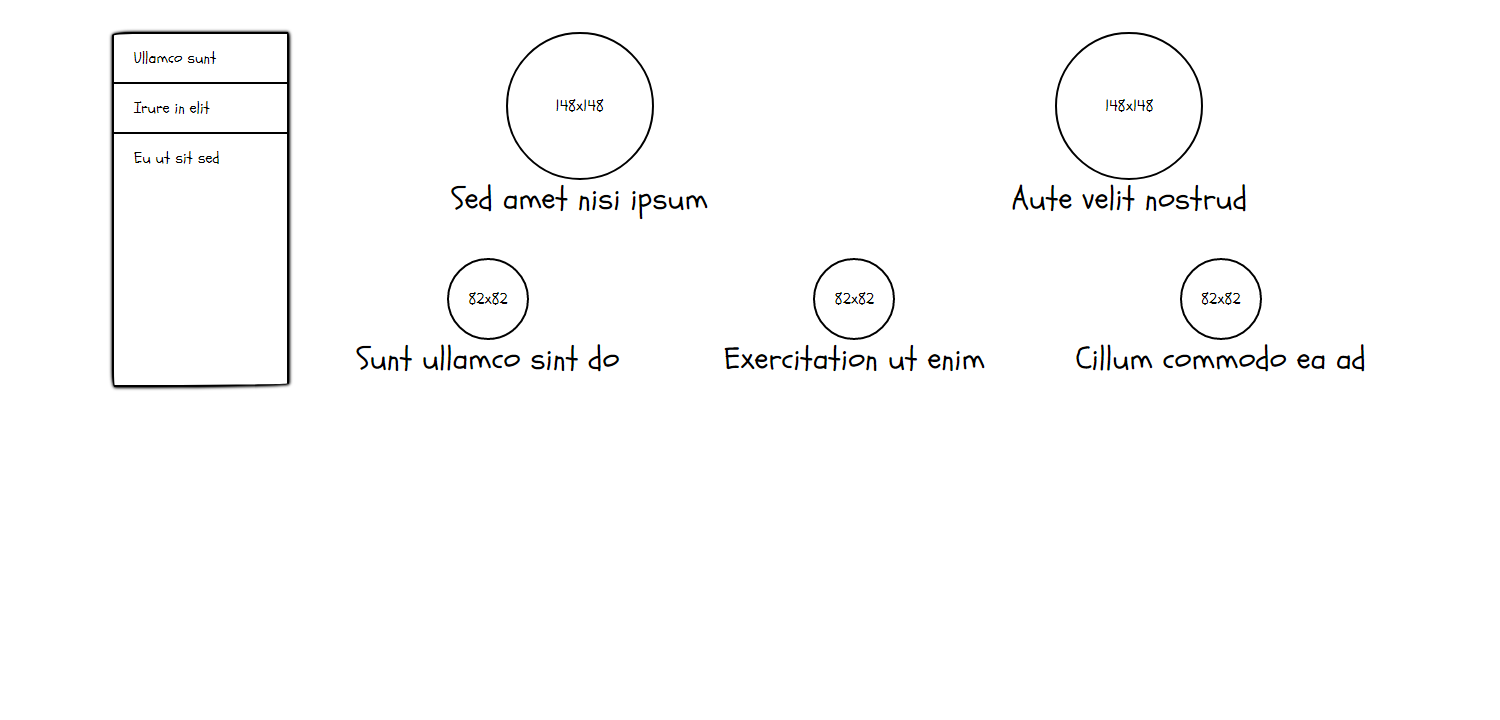 Ullamco sunt
Irure in elit
Eu ut sit sed
148x148
Sed amet nisi ipsum
148x148
Aute velit nostrud
82x82
Sunt ullamco sint do
82x82
Exercitation ut enim
82x82
Cillum commodo ea ad